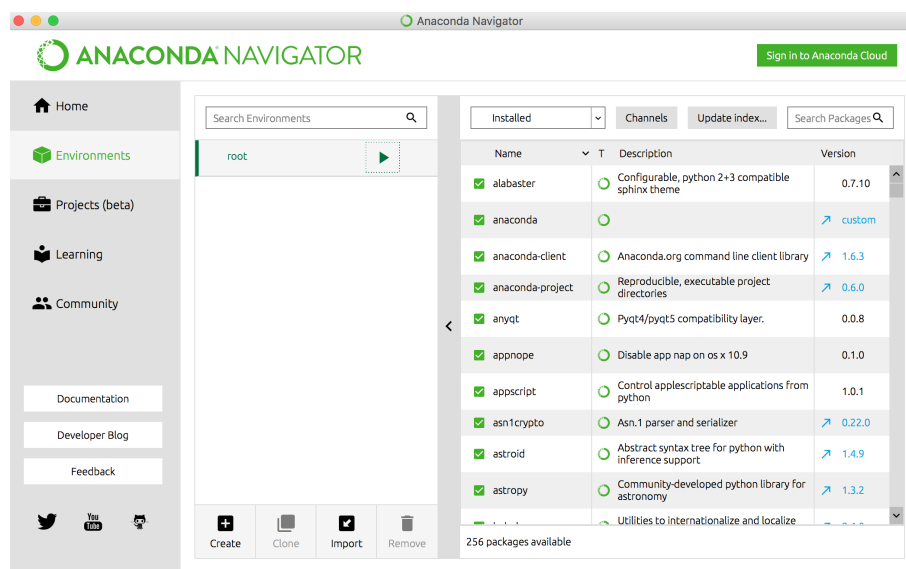 Anaconda Navigator
ANACONDA NAVIGATOR
Sign in to Anaconda Cloud
Home
Environments
Projects (beta)
Learning
Community
Documentation
Developer Blog
Feedback
You
Tube
Search Environments
root
Create
Clone
Import
Remove
Installed
Channels
Update index...
Search Packages
Name T Description Version
alabaster Configurable, python 2+3 compatible 0.7.10
sphinx theme
anaconda custom
anaconda-client Anaconda.org command line client library 1.6.3
anaconda-project Reproducible, executable project 0.6.0
directories
anyqt Pyqt4/pyqt5 compatibility layer. 0.0.8
appnope Disable app nap on os x 10.9 0.1.0
appscript Control applescriptable applications from 1.0.1
python
asn1crypto Asn.1 parser and serializer 0.22.0
astroid Abstract syntax tree for python with 1.4.9
inference support
astropy Community-developed python library for 1.3.2
astronomy
Utilities to internationalize and localize
256 packages available